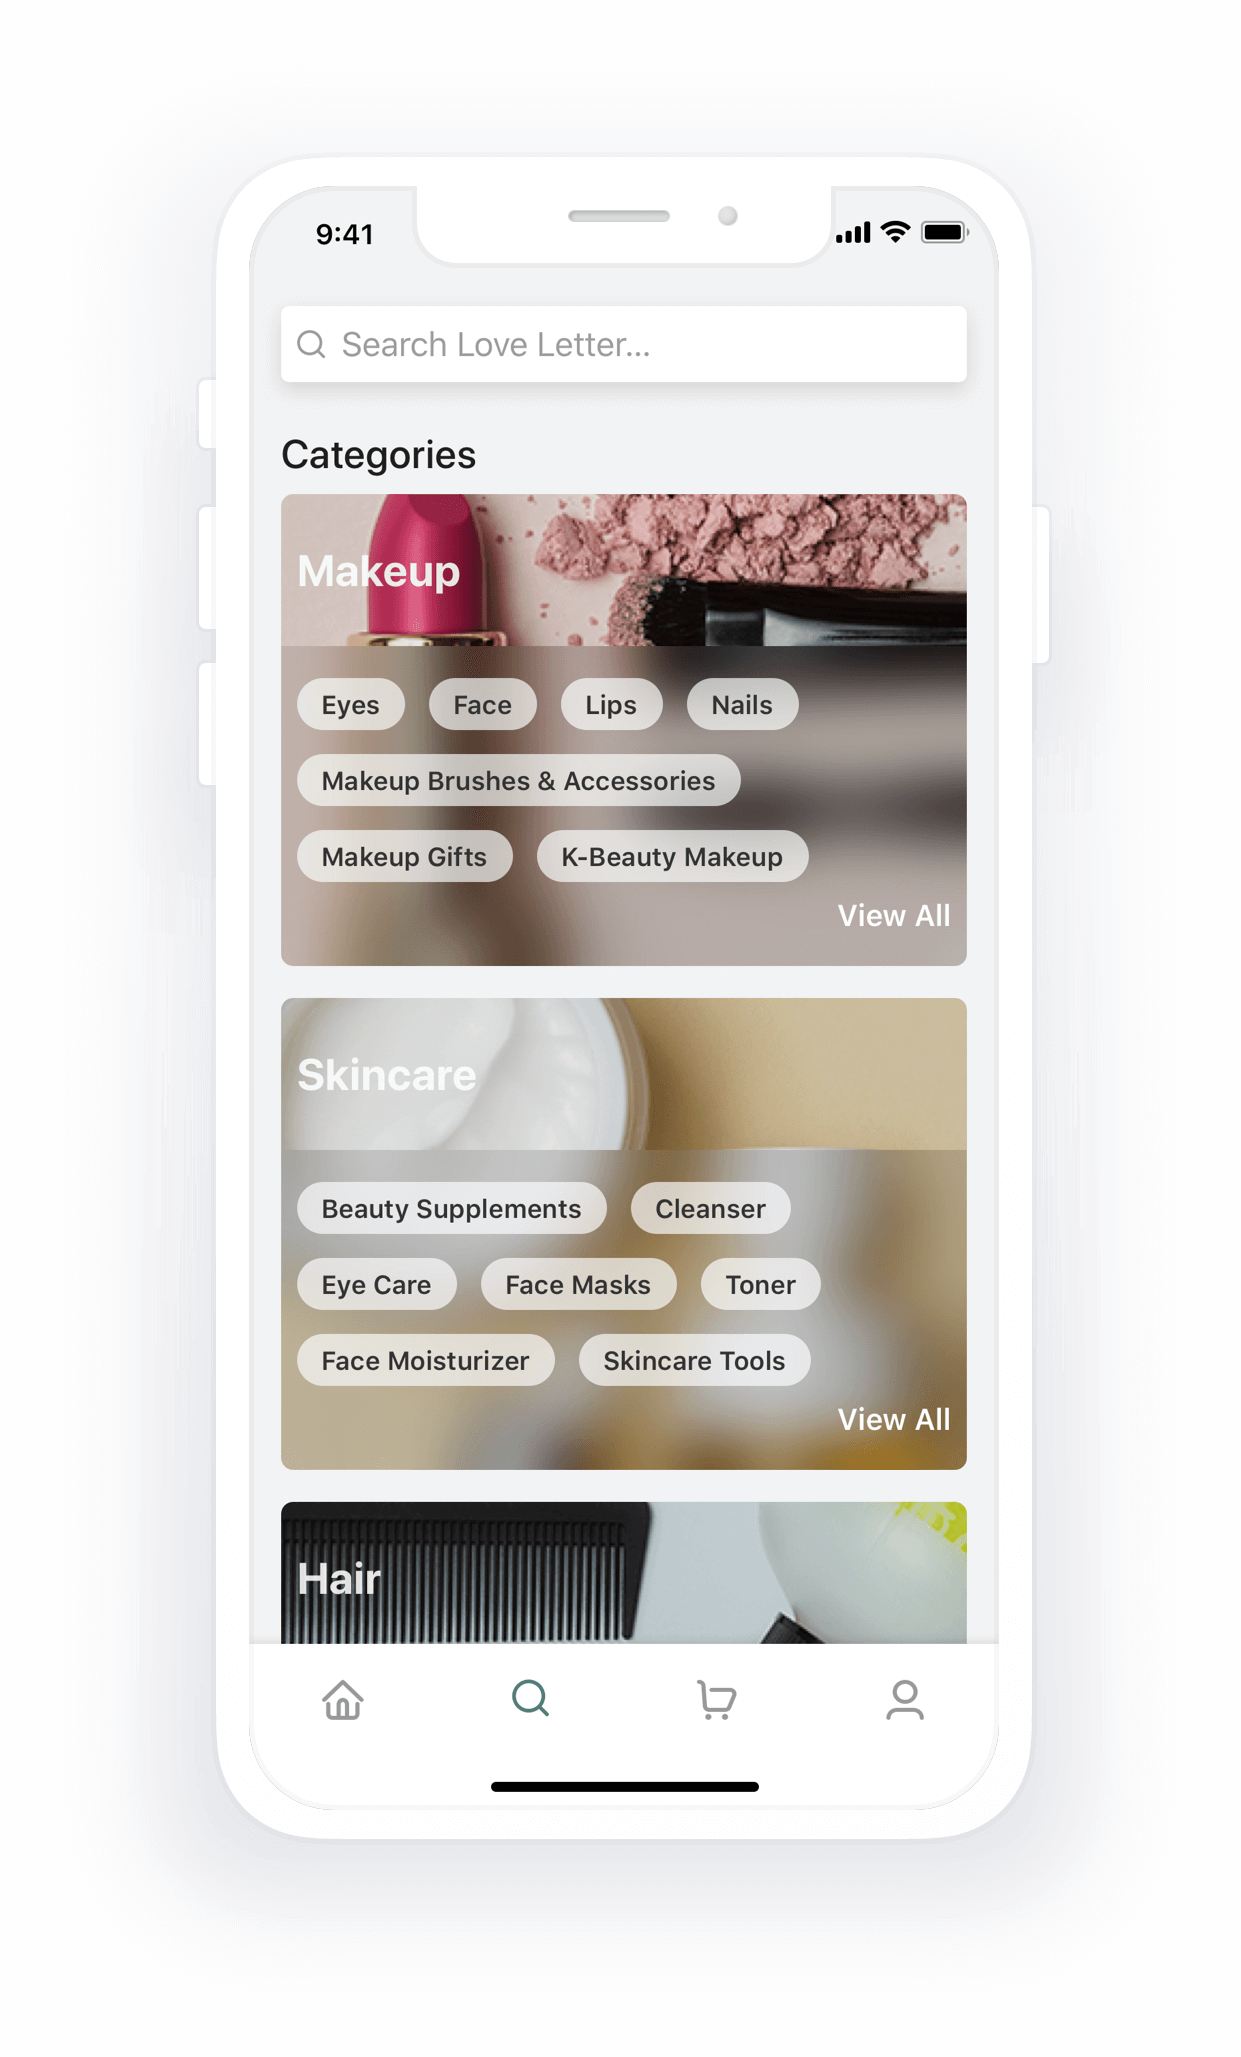 9:41
Search Love Letter...
Categories
Makeup
Eyes Face Lips Nails
Makeup Brushes & Accessories
Makeup Gifts K-Beauty Makeup
View All
Skincare
Beauty Supplements Cleanser
Eye Care Face Masks Toner
Face Moisturizer Skincare Tools
View All
Hair